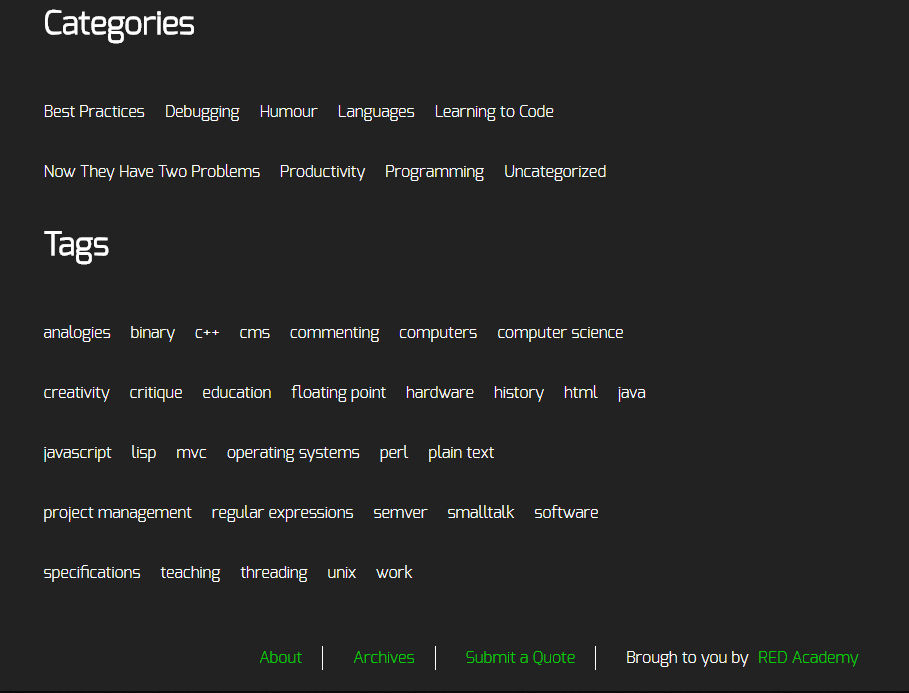 Categories
Best Practices Debugging Humour Languages Learning to Code
Now They Have Two Problems Productivity Programming Uncategorized
Tags
analogies binary c++ cms commenting computers computer science
creativity critique education floating point hardware history html java
javascript lisp mvc operating systems perl plain text
project management regular expressions semver smalltalk software
specifications teaching threading unix work
About Archives Submit a Quote Brough to you by RED Academy